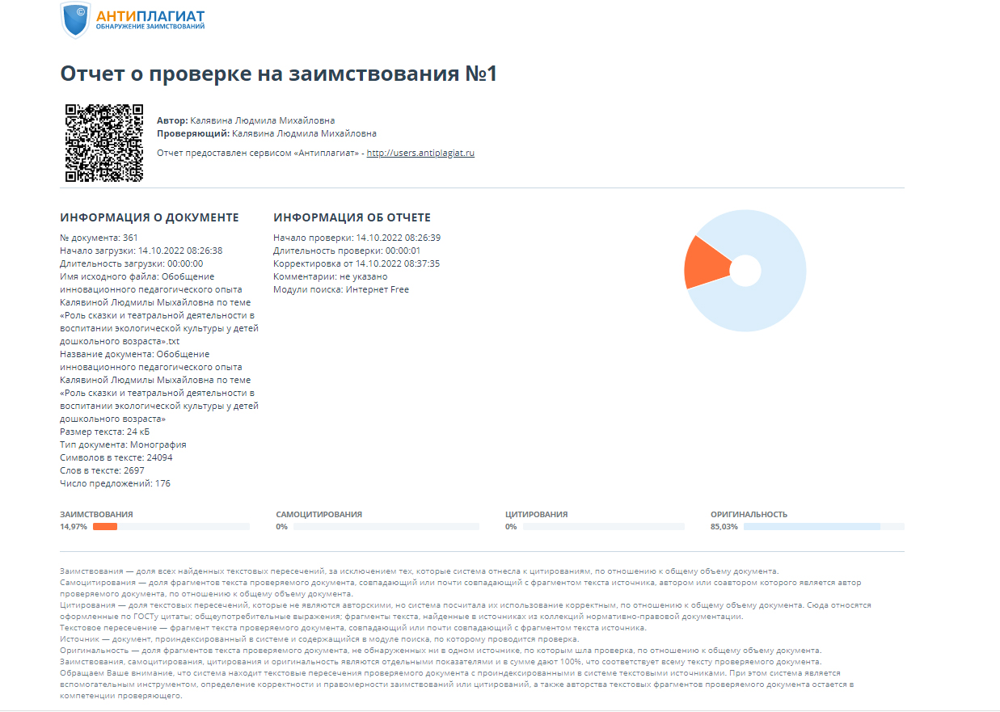 ©
АНТИПЛАГИАТ
ОБНАРУЖЕНИЕ ЗАИМСТВОВАНИЙ
Отчет о проверке на заимствования №1
Автор: Калявина Людмила Михайловна
Проверяющий: Калявина Людмила Михайловна
Отчет предоставлен сервисом «Антиплагиат» - http://users.antiplagiat.ru
ИНФОРМАЦИЯ О ДОКУМЕНТЕ
№ документа: 361
Начало загрузки: 14.10.2022 08:26:38
Длительность загрузки: 00:00:00
Имя исходного файла: Обобщение
инновационного педагогического опыта
Калявиной Людмилы Мыхайловна по теме
«Роль сказки и театральной деятельности в
воспитании экологической культуры у детей
дошкольного возраста».txt
Название документа: Обобщение
инновационного педагогического опыта
Калявиной Людмилы Мыхайловна по теме
«Роль сказки и театральной деятельности в
воспитании экологической культуры у детей
дошкольного возраста»
Размер текста: 24 кБ
Тип документа: Монография
Символов в тексте: 24094
Слов в тексте: 2697
Число предложений: 176
ИНФОРМАЦИЯ ОБ ОТЧЕТЕ
Начало проверки: 14.10.2022 08:26:39
Длительность проверки: 00:00:01
Корректировка от 14.10.2022 08:37:35
Комментарии: не указано
Модули поиска: Интернет Free
ЗАИМСТВОВАНИЯ
14,97%
САМОЦИТИРОВАНИЯ
0%
ЦИТИРОВАНИЯ
0%
ОРИГИНАЛЬНОСТЬ
85,03%
Заимствования — доля всех найденных текстовых пересечений, за исключением тех, которые система отнесла к цитированиям, по отношению к общему объему документа.
Самоцитирования — доля фрагментов текста проверяемого документа, совпадающий или почти совпадающий с фрагментом текста источника, автором или соавтором которого является автор
проверяемого документа, по отношению к общему объему документа.
Цитирования — доля текстовых пересечений, которые не являются авторскими, но система посчитала их использование корректным, по отношению к общему объему документа. Сюда относятся
оформленные по ГОСТу цитаты; общеупотребительные выражения; фрагменты текста, найденные в источниках из коллекций нормативно-правовой документации.
Текстовое пересечение — фрагмент текста проверяемого документа, совпадающий или почти совпадающий с фрагментом текста источника.
Источник — документ, проиндексированный в системе и содержащийся в модуле поиска, по которому проводится проверка.
Оригинальность — доля фрагментов текста проверяемого документа, не обнаруженных ни в одном источнике, по которым шла проверка, по отношению к общему объему документа.
Заимствования, самоцитирования, цитирования и оригинальность являются отдельными показателями и в сумме дают 100%, что соответствует всему тексту проверяемого документа.
Обращаем Ваше внимание, что система находит текстовые пересечения проверяемого документа с проиндексированными в системе текстовыми источниками. При этом система является
вспомогательным инструментом, определение корректности и правомерности заимствований или цитирований, а также авторства текстовых фрагментов проверяемого документа остается в
компетенции проверяющего.